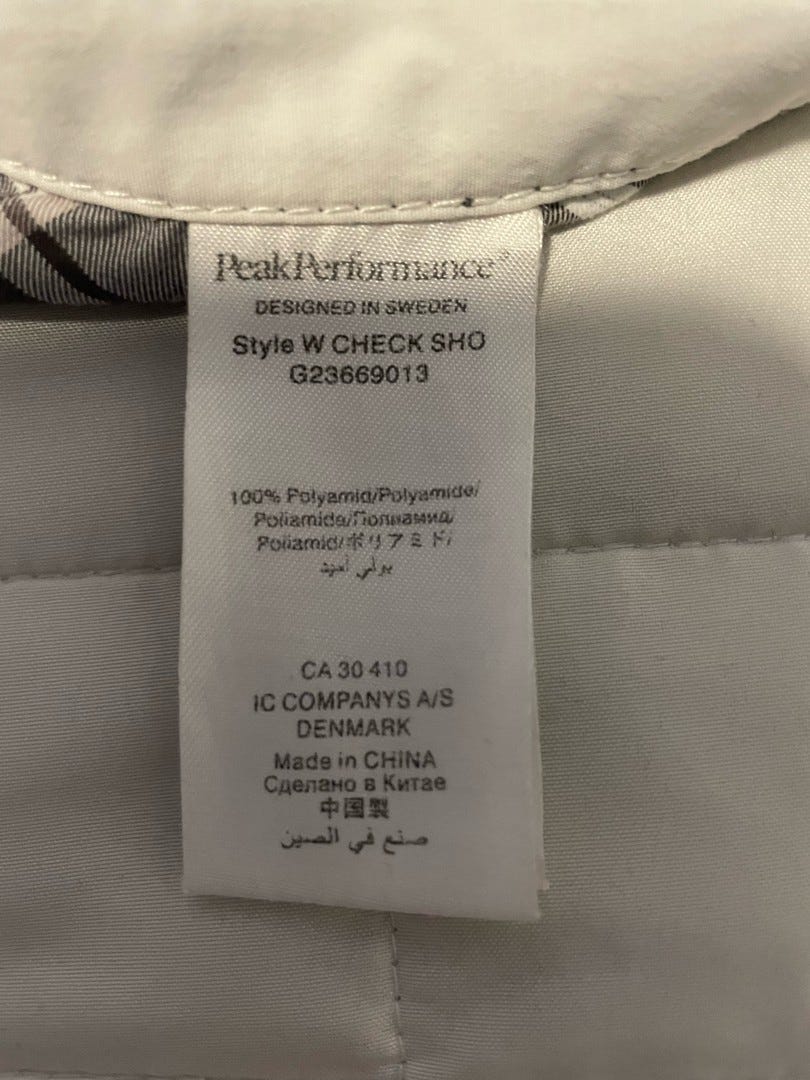 PeakPerformance®
DESIGNED IN SWEDEN
Style W CHECK SHO
G23669013
100% Polyamid/Polyamide/
Poliamide/Полиамид/
Poliamid/ポリアミド/
بولي أميد
CA 30 410
IC COMPANYS A/S
DENMARK
Made in CHINA
Сделано в Китае
中国製
صنع في الصين